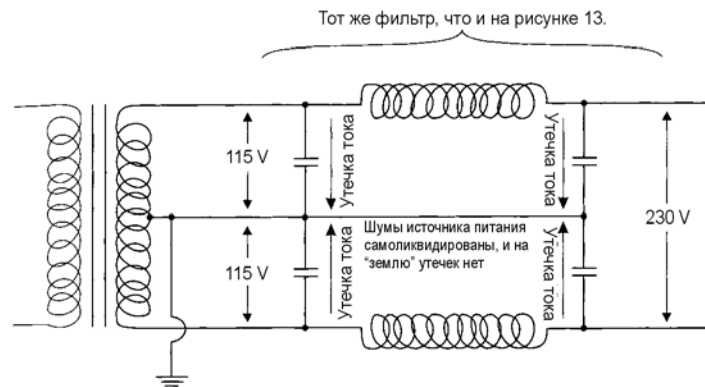 Тот же фильтр, что и на рисунке 13.
115 V
Утечка тока
Утечка тока
230 V
Шумы источника питания
самоликвидированы, и на
“землю” утечек нет
115 V
Утечка тока
Утечка тока